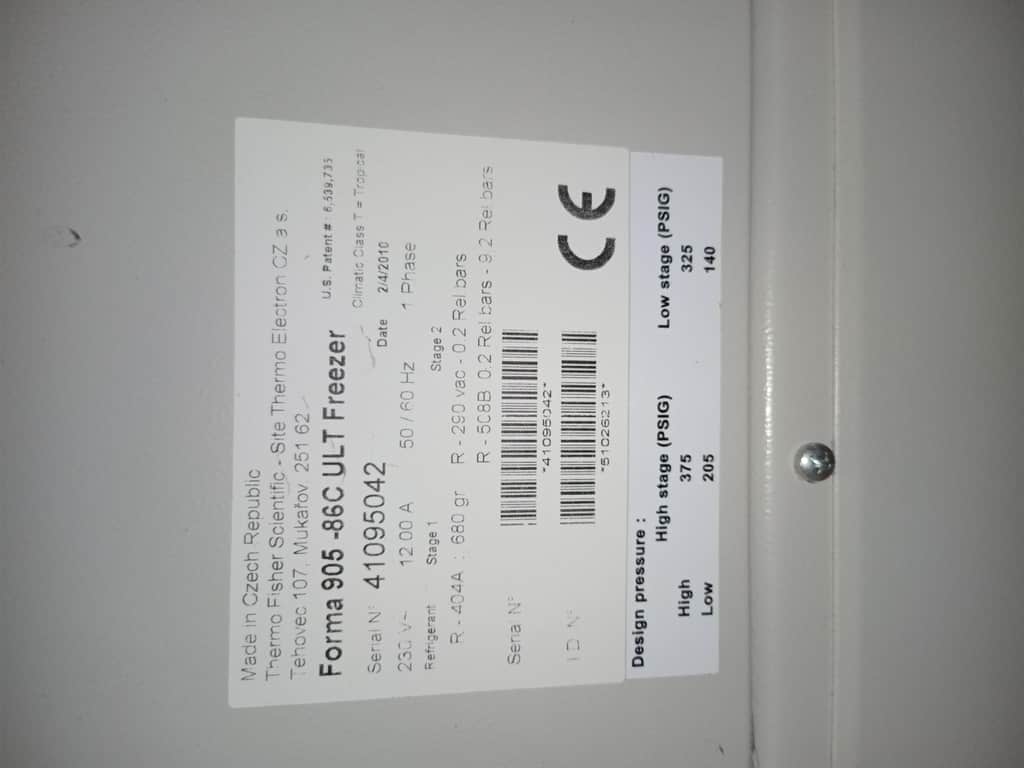 Made in Czech Republic
Thermo Fisher Scientific - Site Thermo Electron CZ a s.
Tehovec 107, Mukařov, 251 62
Forma 905 -86C ULT Freezer U.S. Patent # : 6,539,735
Serial N° 41095042 Climatic Class T = Tropical
Date 2/4/2010
230 V~ 12.00 A 50 / 60 Hz 1 Phase
Refrigerant Stage 1 Stage 2
R - 404A : 680 gr R - 290 vac - 0.2 Rel bars
R - 508B 0.2 Rel bars - 9.2 Rel bars
Serial N°
*41095042*
I D N°
*51026213*
CE
Design pressure :
High stage (PSIG) Low stage (PSIG)
High 375 325
Low 205 140